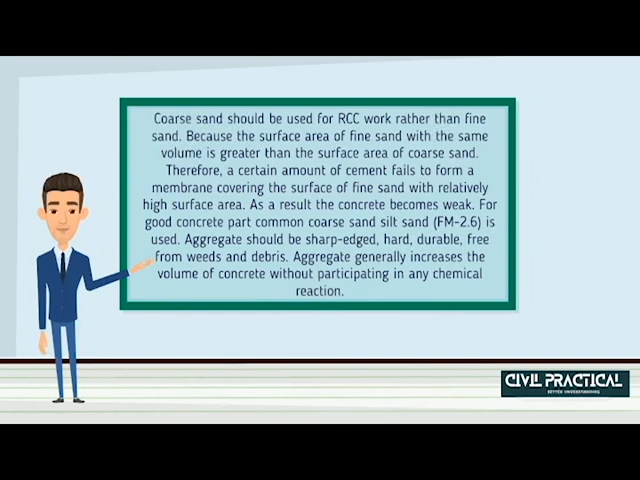 Coarse sand should be used for RCC work rather than fine
sand. Because the surface area of fine sand with the same
volume is greater than the surface area of coarse sand.
Therefore, a certain amount of cement fails to form a
membrane covering the surface of fine sand with relatively
high surface area. As a result the concrete becomes weak. For
good concrete part common coarse sand silt sand (FM-2.6) is
used. Aggregate should be sharp-edged, hard, durable, free
from weeds and debris. Aggregate generally increases the
volume of concrete without participating in any chemical
reaction.
CIVIL PRACTICAL
BETTER UNDERSTANDING